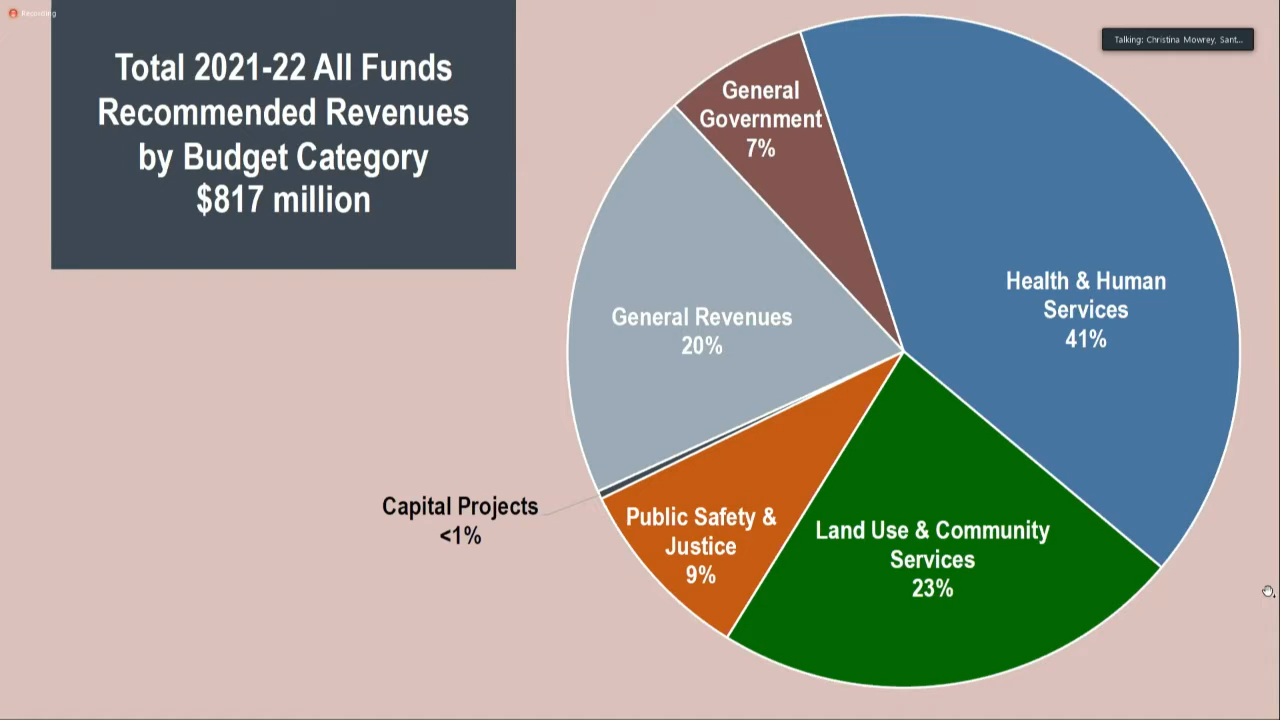 Recording
Total 2021-22 All Funds
Recommended Revenues
by Budget Category
$817 million
Talking: Christina Mowrey, Sant...
General
Government
7%
Health & Human
Services
41%
General Revenues
20%
Capital Projects
<1%
Public Safety &
Justice
9%
Land Use & Community
Services
23%